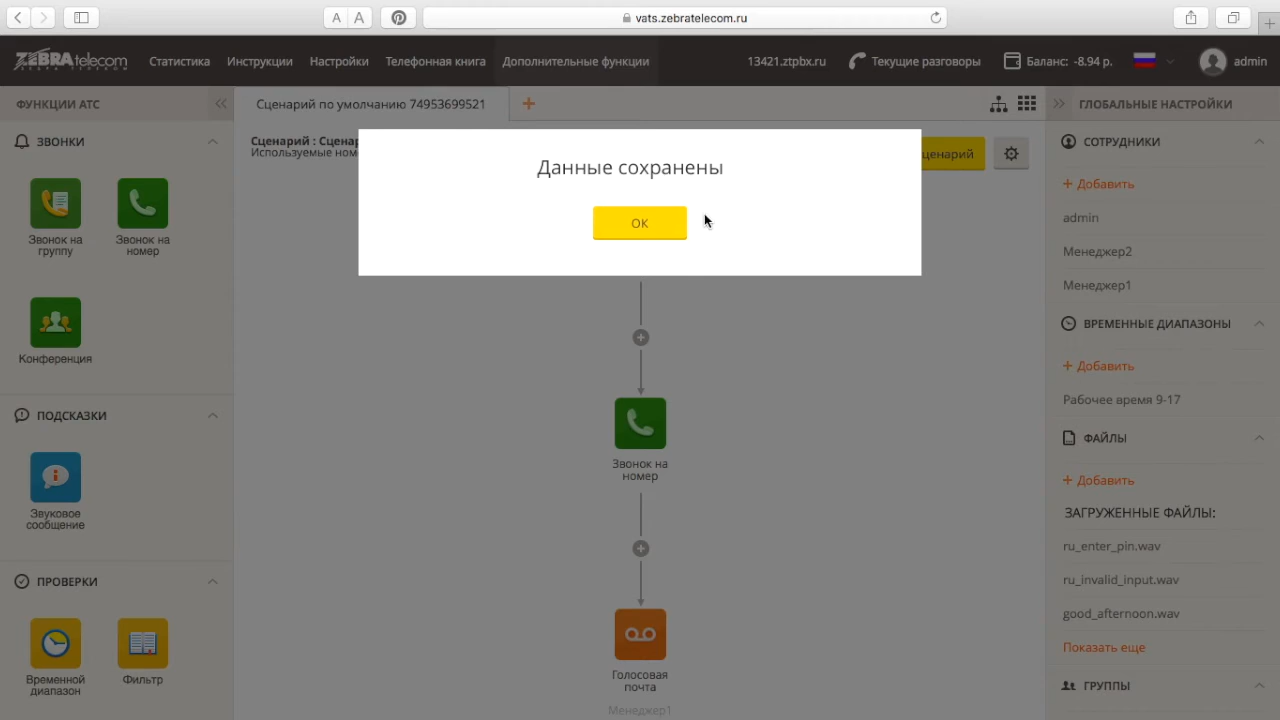 A A
vats.zebratelecom.ru
ZEBRA telecom
Статистика
Инструкции
Настройки
Телефонная книга
Дополнительные функции
13421.ztpbx.ru
Текущие разговоры
Баланс: -8.94 р.
admin
ФУНКЦИИ АТС
Сценарий по умолчанию 74953699521
ГЛОБАЛЬНЫЕ НАСТРОЙКИ
ЗВОНКИ
Звонок на
группу
Звонок на
номер
Конференция
ПОДСКАЗКИ
Звуковое
сообщение
ПРОВЕРКИ
Временной
диапазон
Фильтр
Сценарий : Сценар
Используемые ном
ценарий
Данные сохранены
ОК
Звонок на
номер
Голосовая
почта
Менеджер1
СОТРУДНИКИ
+ Добавить
admin
Менеджер2
Менеджер1
ВРЕМЕННЫЕ ДИАПАЗОНЫ
+ Добавить
Рабочее время 9-17
ФАЙЛЫ
+ Добавить
ЗАГРУЖЕННЫЕ ФАЙЛЫ:
ru_enter_pin.wav
ru_invalid_input.wav
good_afternoon.wav
Показать еще
ГРУППЫ